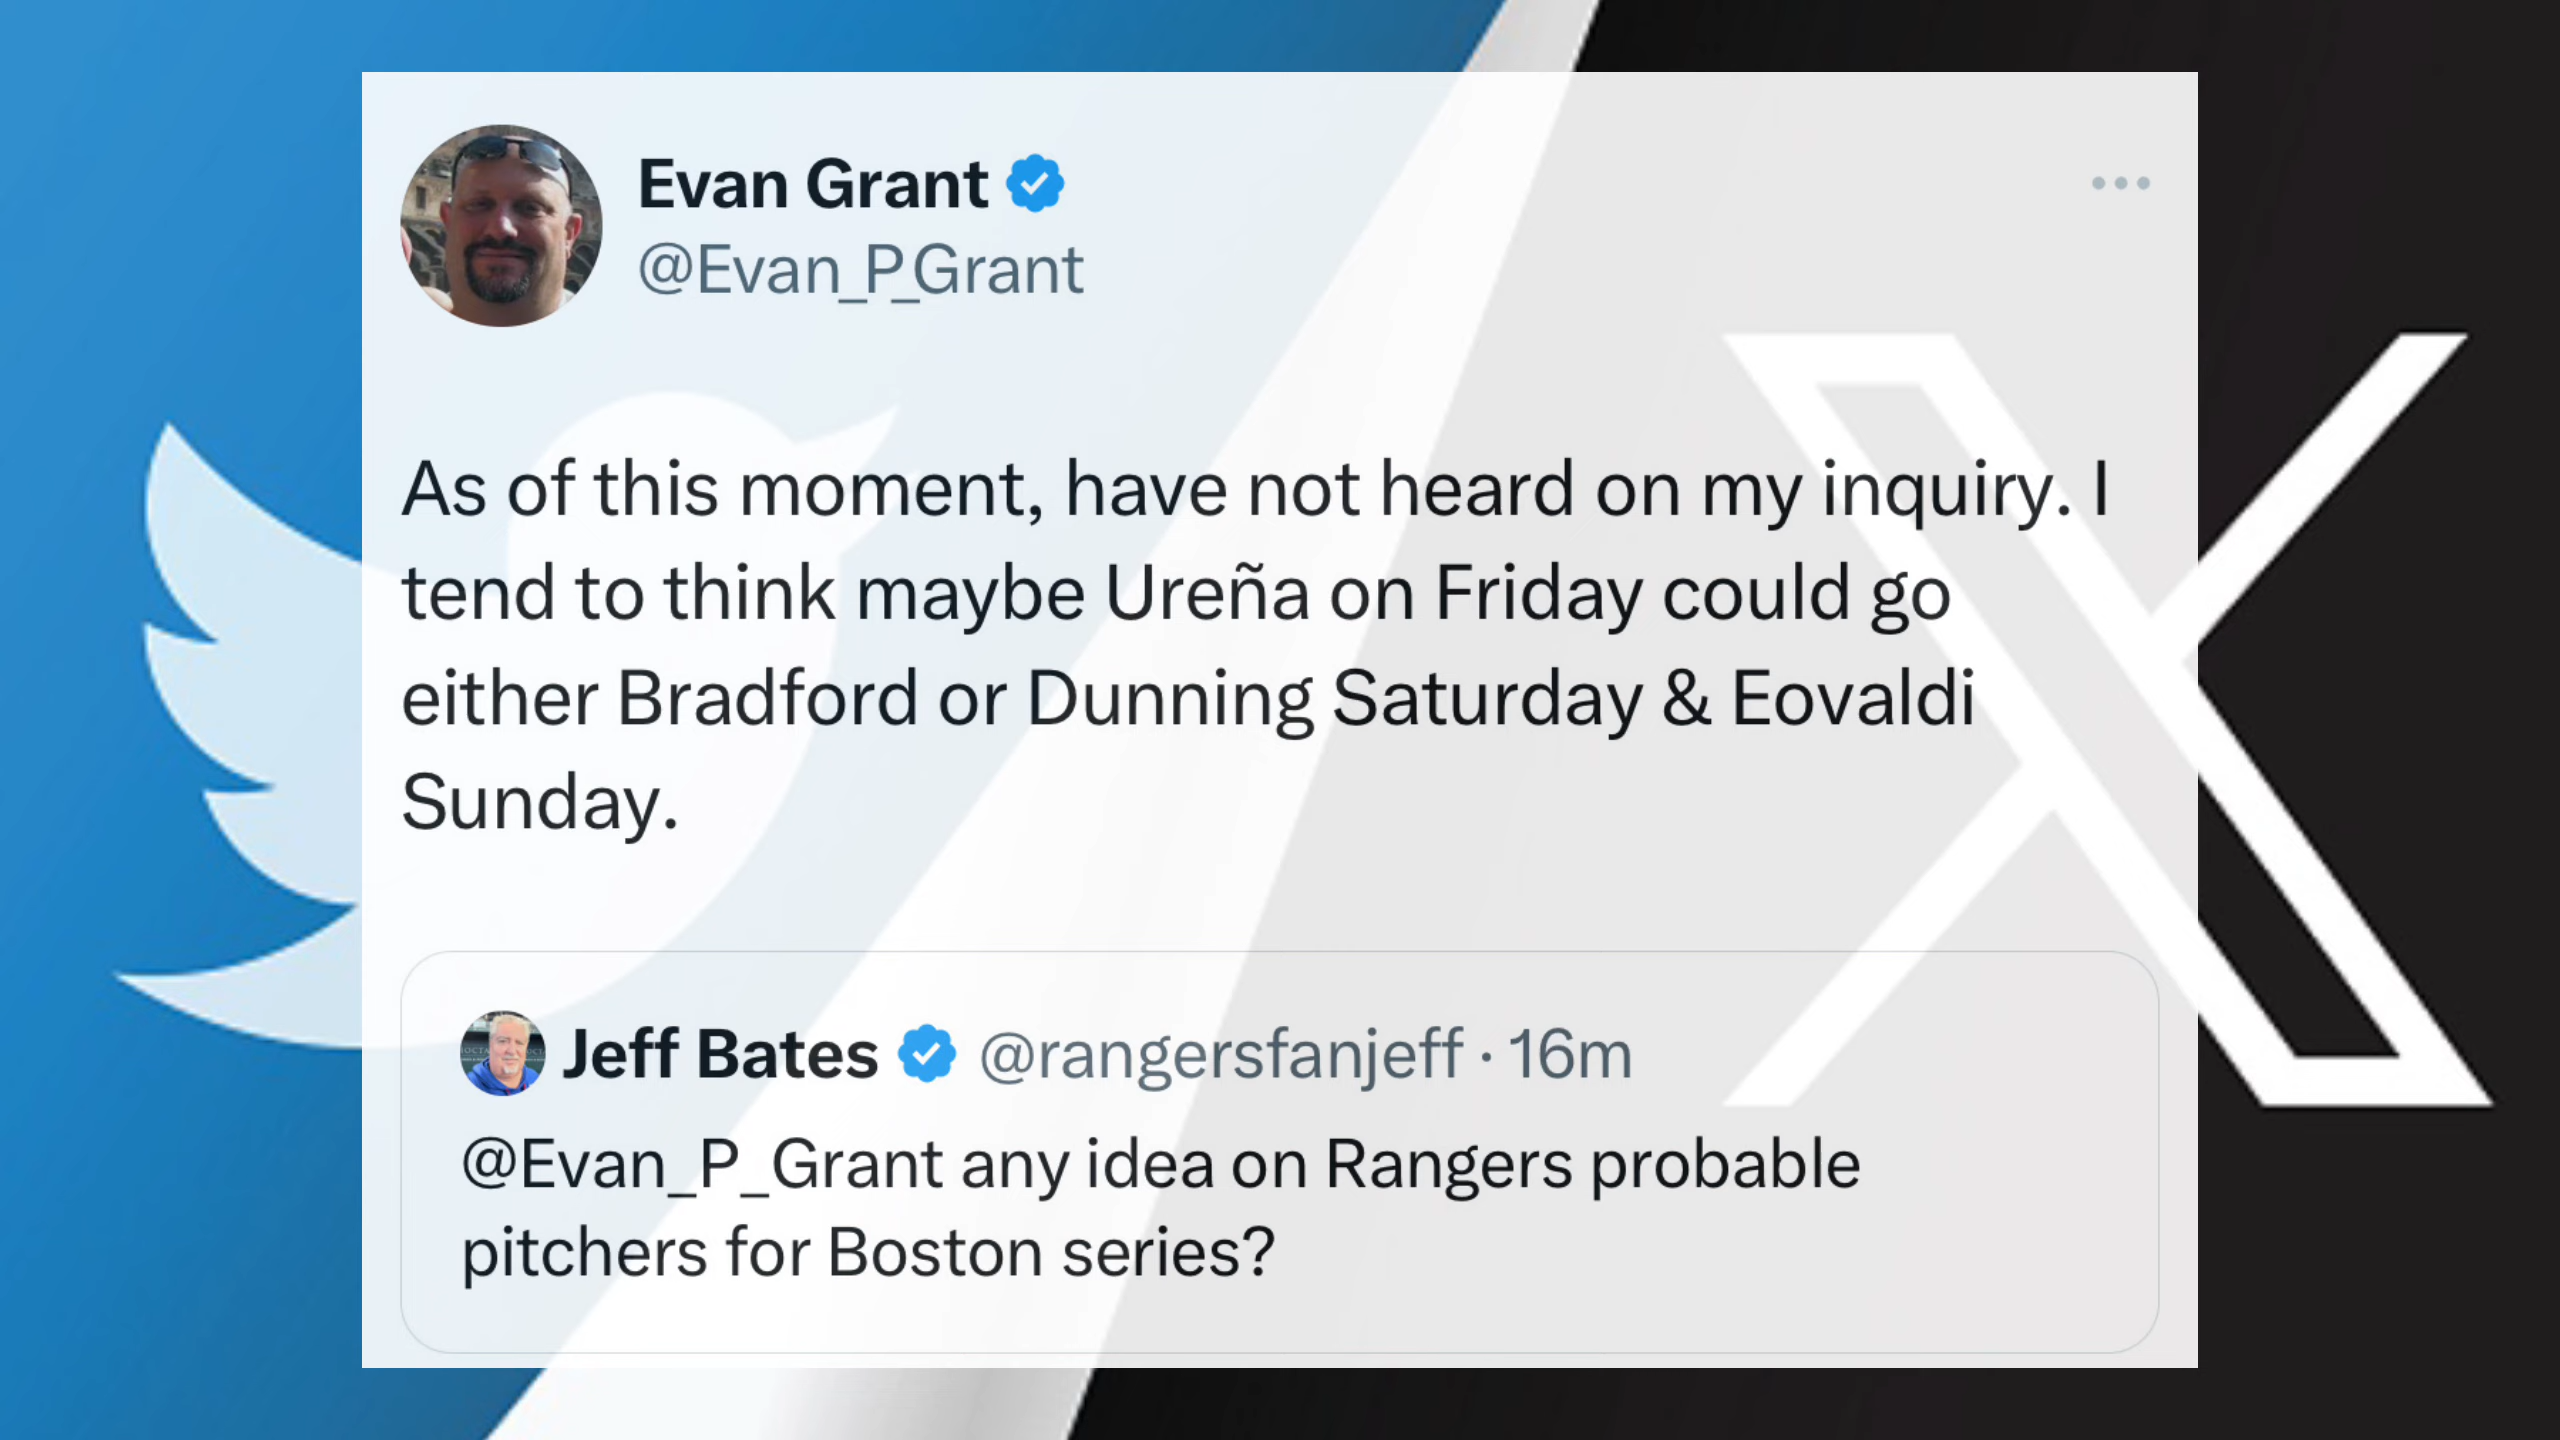 Evan Grant
@Evan_P_Grant
As of this moment, have not heard on my inquiry. I
tend to think maybe Ureña on Friday could go
either Bradford or Dunning Saturday & Eovaldi
Sunday.
Jeff Bates @rangersfanjeff · 16m
@Evan_P_Grant any idea on Rangers probable
pitchers for Boston series?